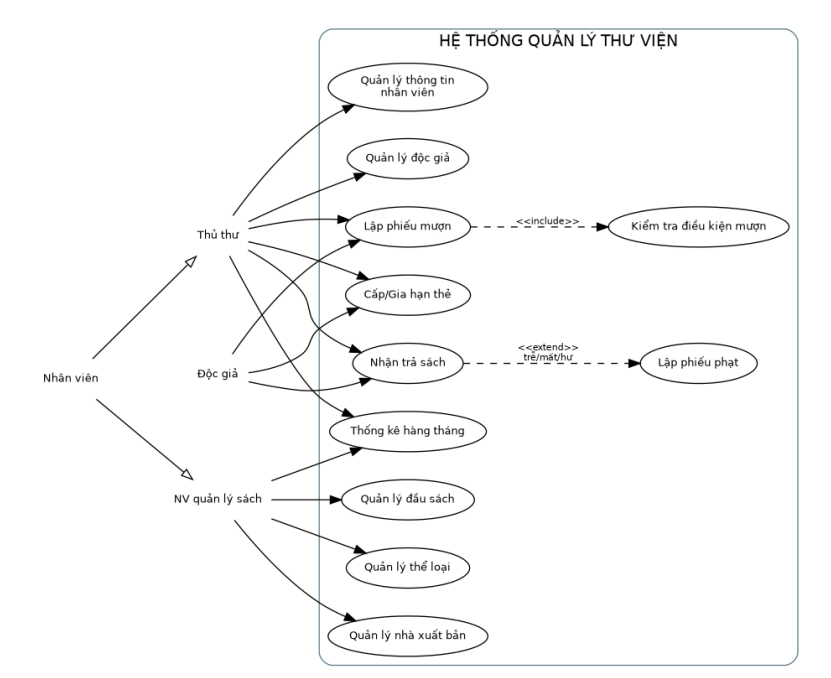 HỆ THỐNG QUẢN LÝ THƯ VIỆN
Quản lý thông tin
nhân viên
Quản lý độc giả
Thủ thư
Lập phiếu mượn
<<include>>
Kiểm tra điều kiện mượn
Cấp/Gia hạn thẻ
Nhân viên
Độc giả
Nhận trả sách
<<extend>>
trễ/mất/hư
Lập phiếu phạt
Thống kê hàng tháng
NV quản lý sách
Quản lý đầu sách
Quản lý thể loại
Quản lý nhà xuất bản